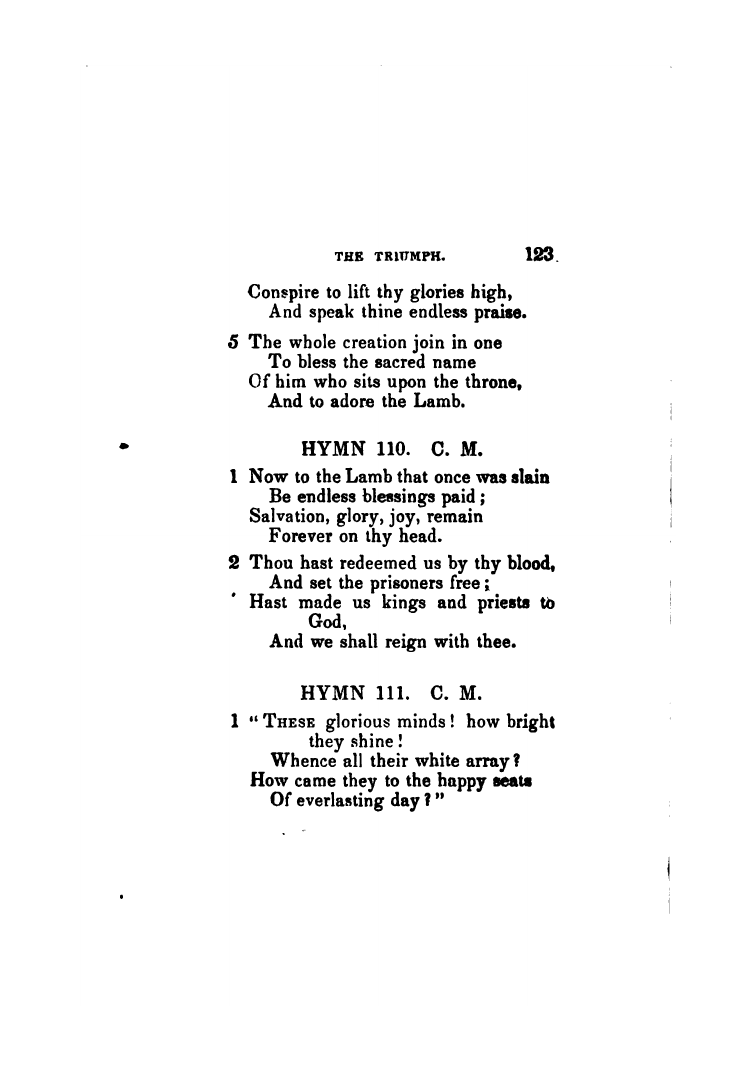 THE TRIUMPH. 123
Conspire to lift thy glories high,
And speak thine endless praise.
5 The whole creation join in one
To bless the sacred name
Of him who sits upon the throne,
And to adore the Lamb.
HYMN 110. C. M.
1 Now to the Lamb that once was slain
Be endless blessings paid ;
Salvation, glory, joy, remain
Forever on thy head.
2 Thou hast redeemed us by thy blood,
And set the prisoners free ;
Hast made us kings and priests to
God,
And we shall reign with thee.
HYMN 111. C. M.
1 “ THESE glorious minds ! how bright
they shine !
Whence all their white array ?
How came they to the happy seats
Of everlasting day ? ”